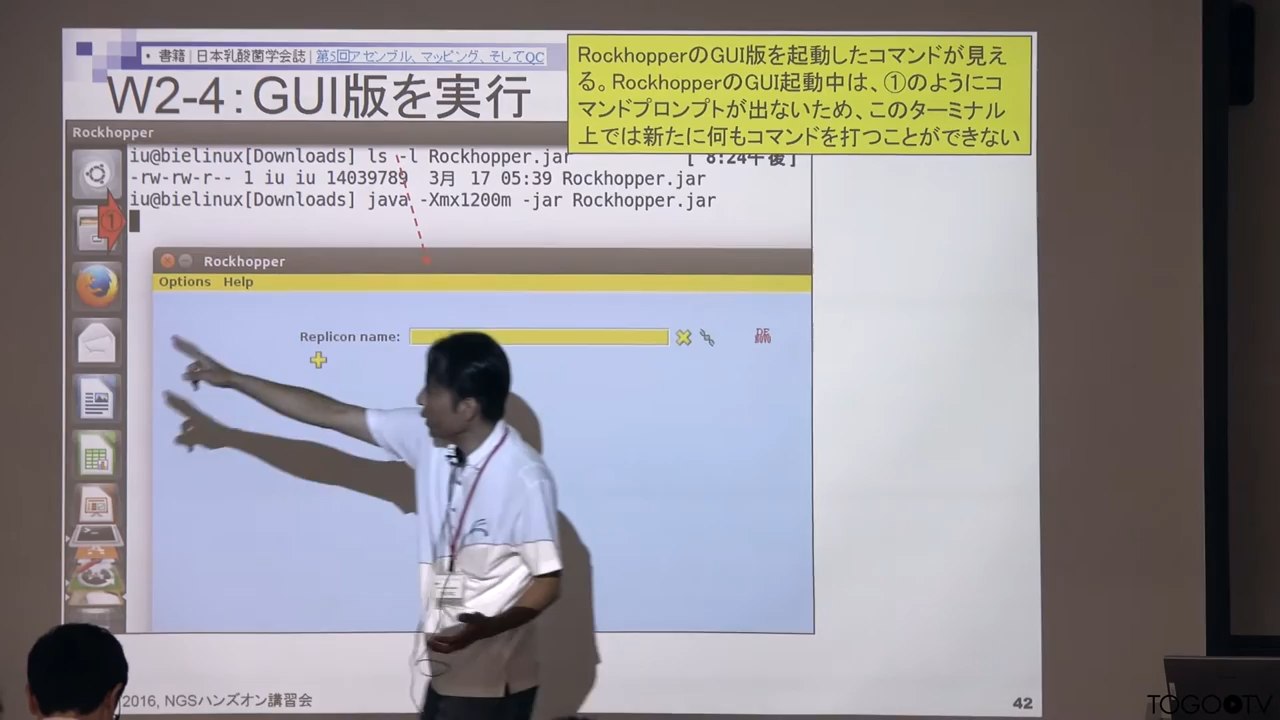 • 書籍 | 日本乳酸菌学会誌 | 第5回アセンブル、マッピング、そしてQC
W2-4：GUI版を実行
RockhopperのGUI版を起動したコマンドが見え
る。RockhopperのGUI起動中は、①のようにコ
マンドプロンプトが出ないため、このターミナル
上では新たに何もコマンドを打つことができない
Rockhopper
iu@bielinux[Downloads] ls -l Rockhopper.jar [ 8:24午後]
-rw-rw-r-- 1 iu iu 14039789 3月 17 05:39 Rockhopper.jar
iu@bielinux[Downloads] java -Xmx1200m -jar Rockhopper.jar
①
Rockhopper
Options Help
Replicon name:
2016, NGSハンズオン講習会
42
TOGOTV